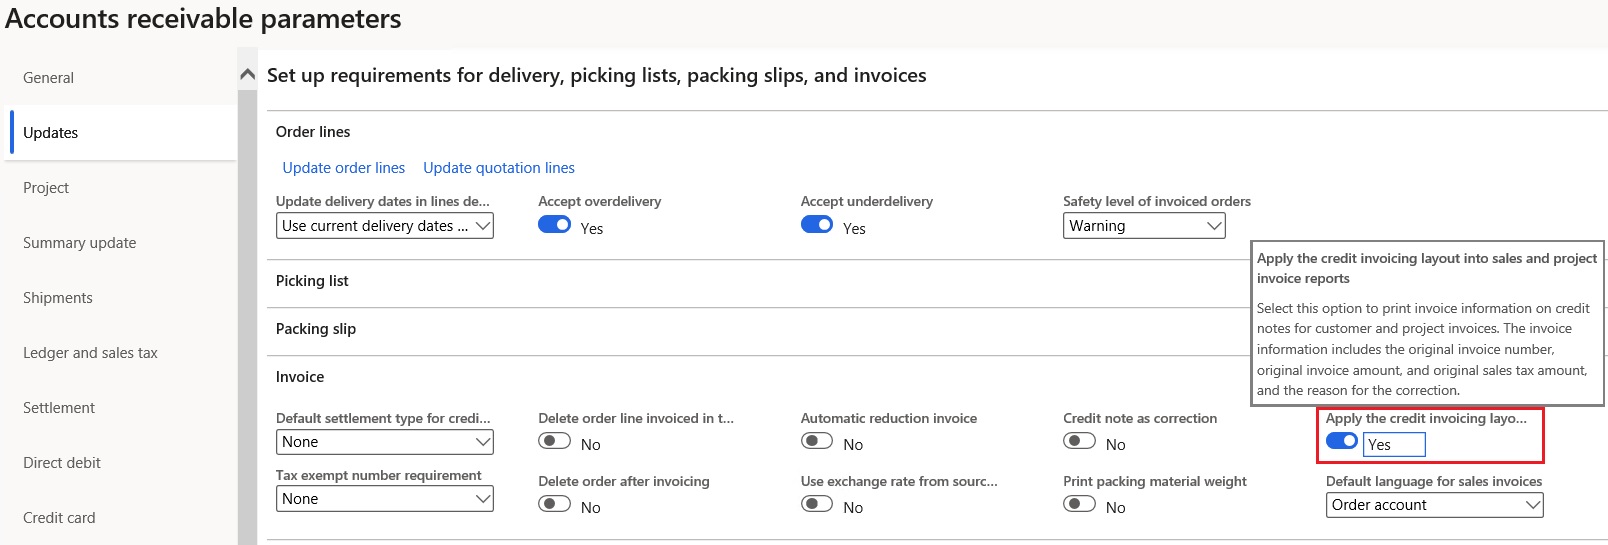 Accounts receivable parameters
General
Updates
Project
Summary update
Shipments
Ledger and sales tax
Settlement
Direct debit
Credit card
Set up requirements for delivery, picking lists, packing slips, and invoices
Order lines
Update order lines Update quotation lines
Update delivery dates in lines de... Accept overdelivery Accept underdelivery Safety level of invoiced orders
Use current delivery dates ... Yes Yes Warning
Picking list
Packing slip
Invoice
Apply the credit invoicing layout into sales and project
invoice reports
Select this option to print invoice information on credit
notes for customer and project invoices. The invoice
information includes the original invoice number,
original invoice amount, and original sales tax amount,
and the reason for the correction.
Default settlement type for credi... Delete order line invoiced in t... Automatic reduction invoice Credit note as correction Apply the credit invoicing layo...
None No No No Yes
Tax exempt number requirement Delete order after invoicing Use exchange rate from sourc... Print packing material weight Default language for sales invoices
None No No No Order account